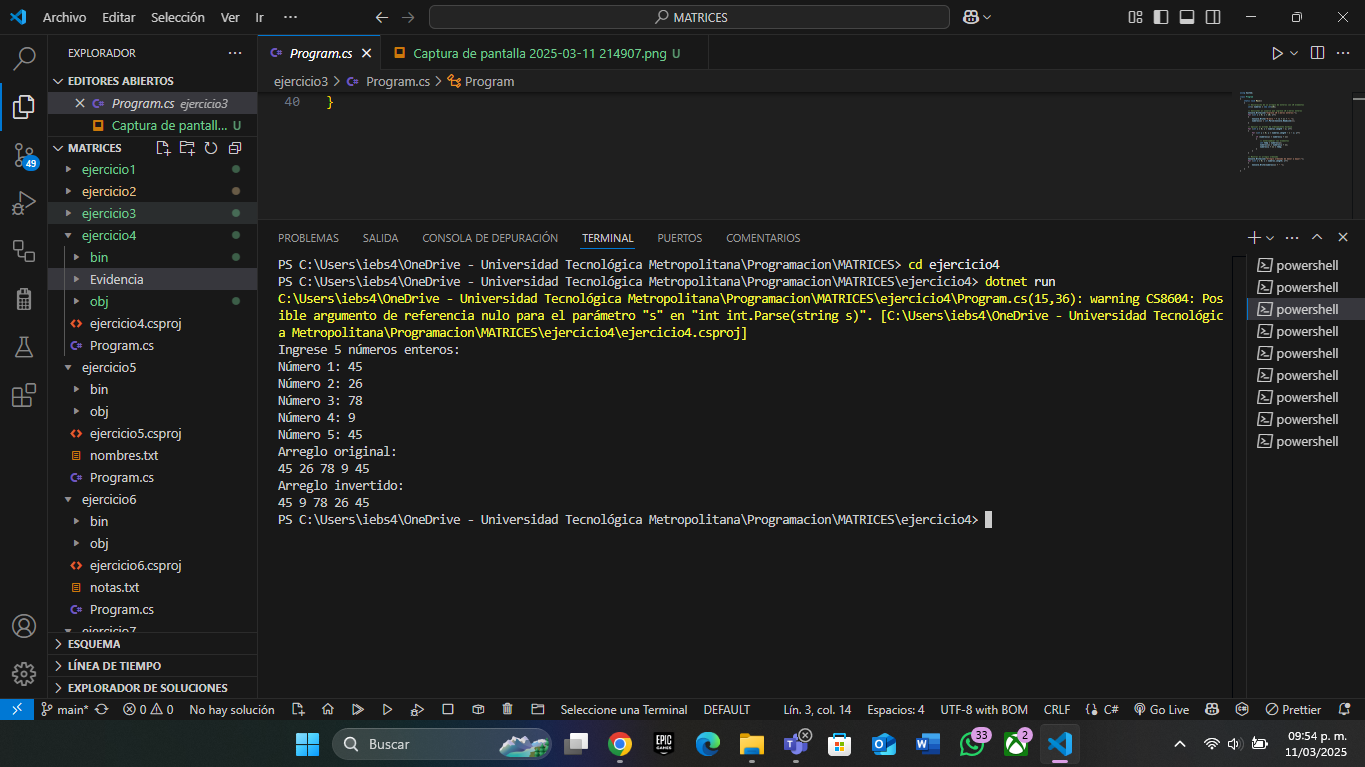 Archivo Editar Selección Ver Ir ···
MATRICES
EXPLORADOR
EDITORES ABIERTOS
Program.cs ejercicio3
Captura de pantall... U
MATRICES
ejercicio1
ejercicio2
ejercicio3
ejercicio4
bin
Evidencia
obj
ejercicio4.csproj
Program.cs
ejercicio5
bin
obj
ejercicio5.csproj
nombres.txt
Program.cs
ejercicio6
bin
obj
ejercicio6.csproj
notas.txt
Program.cs
ejercicio7
ESQUEMA
LÍNEA DE TIEMPO
EXPLORADOR DE SOLUCIONES
49
Program.cs
Captura de pantalla 2025-03-11 214907.png U
ejercicio3 > Program.cs > Program
40 }
PROBLEMAS SALIDA CONSOLA DE DEPURACIÓN TERMINAL PUERTOS COMENTARIOS
PS C:\Users\iebs4\OneDrive - Universidad Tecnológica Metropolitana\Programacion\MATRICES> cd ejercicio4
PS C:\Users\iebs4\OneDrive - Universidad Tecnológica Metropolitana\Programacion\MATRICES\ejercicio4> dotnet run
C:\Users\iebs4\OneDrive - Universidad Tecnológica Metropolitana\Programacion\MATRICES\ejercicio4\Program.cs(15,36): warning CS8604: Pos
ible argumento de referencia nulo para el parámetro "s" en "int int.Parse(string s)". [C:\Users\iebs4\OneDrive - Universidad Tecnológic
a Metropolitana\Programacion\MATRICES\ejercicio4\ejercicio4.csproj]
Ingrese 5 números enteros:
Número 1: 45
Número 2: 26
Número 3: 78
Número 4: 9
Número 5: 45
Arreglo original:
45 26 78 9 45
Arreglo invertido:
45 9 78 26 45
PS C:\Users\iebs4\OneDrive - Universidad Tecnológica Metropolitana\Programacion\MATRICES\ejercicio4>
powershell
powershell
powershell
powershell
powershell
powershell
powershell
powershell
powershell
main* 0 0 No hay solución Seleccione una Terminal DEFAULT Lín. 3, col. 14 Espacios: 4 UTF-8 with BOM CRLF C# Go Live Prettier
Buscar
EPIC GAMES
33
2
09:54 p. m.
11/03/2025